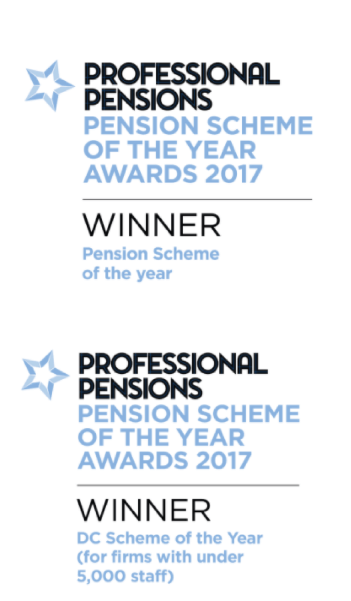 PROFESSIONAL
PENSIONS
PENSION SCHEME
OF THE YEAR
AWARDS 2017
WINNER
Pension Scheme
of the year
PROFESSIONAL
PENSIONS
PENSION SCHEME
OF THE YEAR
AWARDS 2017
WINNER
DC Scheme of the Year
(for firms with under
5,000 staff)